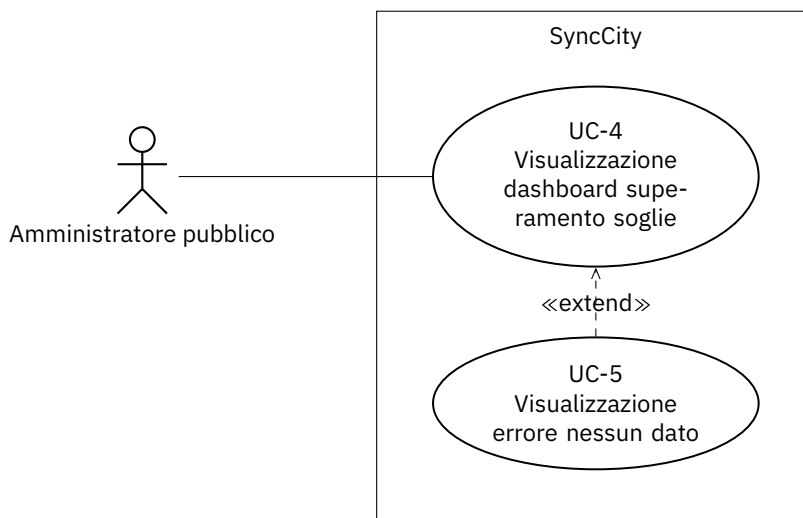 SyncCity
UC-4
Visualizzazione
dashboard supe-
ramento soglie
Amministratore pubblico
≪extend≫
UC-5
Visualizzazione
errore nessun dato